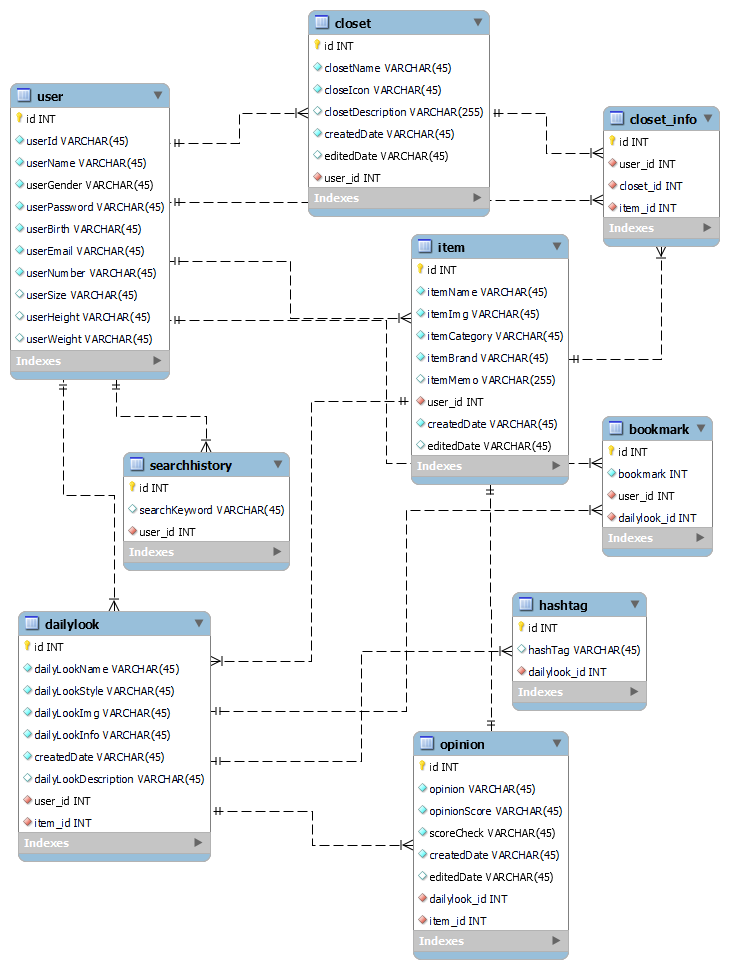 closet
id INT
closetName VARCHAR(45)
closeIcon VARCHAR(45)
closetDescription VARCHAR(255)
createdDate VARCHAR(45)
editedDate VARCHAR(45)
user_id INT
Indexes
user
id INT
userId VARCHAR(45)
userName VARCHAR(45)
userGender VARCHAR(45)
userPassword VARCHAR(45)
userBirth VARCHAR(45)
userEmail VARCHAR(45)
userNumber VARCHAR(45)
userSize VARCHAR(45)
userHeight VARCHAR(45)
userWeight VARCHAR(45)
Indexes
closet_info
id INT
user_id INT
closet_id INT
item_id INT
Indexes
item
id INT
itemName VARCHAR(45)
itemImg VARCHAR(45)
itemCategory VARCHAR(45)
itemBrand VARCHAR(45)
itemMemo VARCHAR(255)
user_id INT
createdDate VARCHAR(45)
editedDate VARCHAR(45)
Indexes
bookmark
id INT
bookmark INT
user_id INT
dailylook_id INT
Indexes
searchhistory
id INT
searchKeyword VARCHAR(45)
user_id INT
Indexes
hashtag
id INT
hashTag VARCHAR(45)
dailylook_id INT
Indexes
dailylook
id INT
dailyLookName VARCHAR(45)
dailyLookStyle VARCHAR(45)
dailyLookImg VARCHAR(45)
dailyLookInfo VARCHAR(45)
createdDate VARCHAR(45)
dailyLookDescription VARCHAR(45)
user_id INT
item_id INT
Indexes
opinion
id INT
opinion VARCHAR(45)
opinionScore VARCHAR(45)
scoreCheck VARCHAR(45)
createdDate VARCHAR(45)
editedDate VARCHAR(45)
dailylook_id INT
item_id INT
Indexes